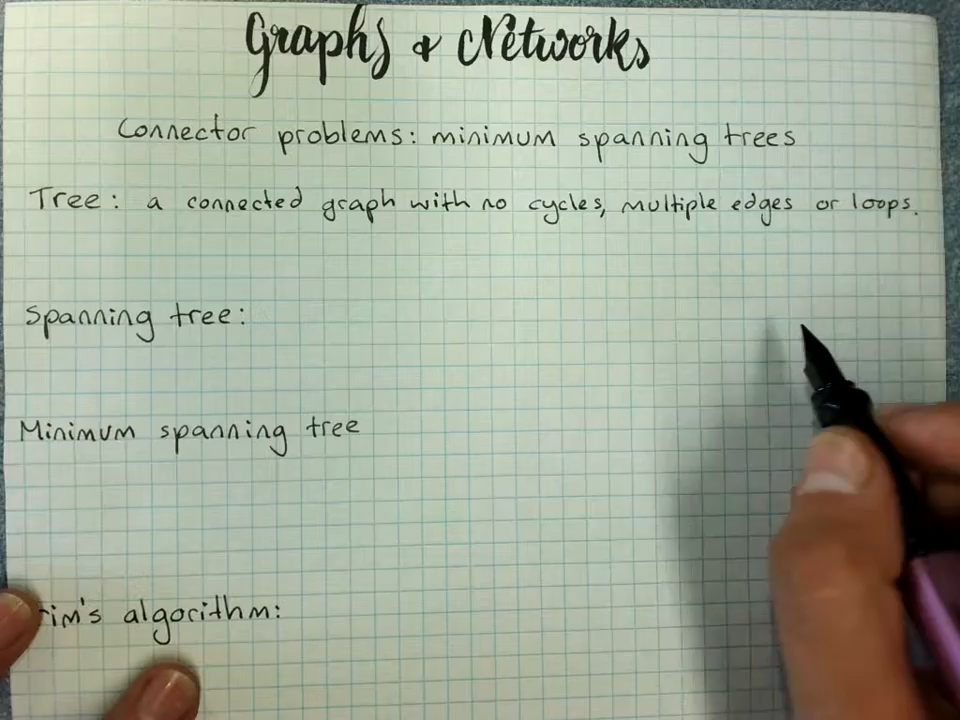 Graphs & Networks
Connector problems: minimum spanning trees
Tree: a connected graph with no cycles, multiple edges or loops.
Spanning tree:
Minimum spanning tree
rim's algorithm: